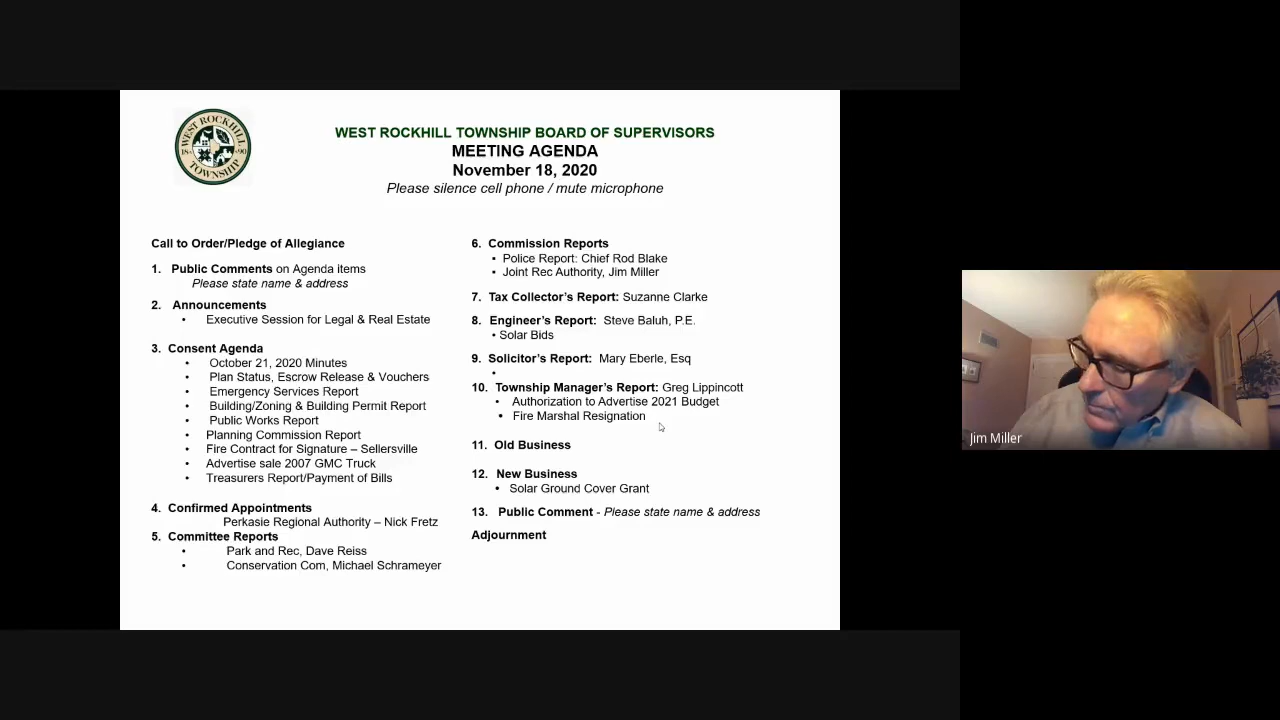 WEST ROCKHILL
18 90
TOWNSHIP
WEST ROCKHILL TOWNSHIP BOARD OF SUPERVISORS
MEETING AGENDA
November 18, 2020
Please silence cell phone / mute microphone
Call to Order/Pledge of Allegiance
1. Public Comments on Agenda items
Please state name & address
2. Announcements
• Executive Session for Legal & Real Estate
3. Consent Agenda
• October 21, 2020 Minutes
• Plan Status, Escrow Release & Vouchers
• Emergency Services Report
• Building/Zoning & Building Permit Report
• Public Works Report
• Planning Commission Report
• Fire Contract for Signature – Sellersville
• Advertise sale 2007 GMC Truck
• Treasurers Report/Payment of Bills
4. Confirmed Appointments
Perkasie Regional Authority – Nick Fretz
5. Committee Reports
• Park and Rec, Dave Reiss
• Conservation Com, Michael Schrameyer
6. Commission Reports
• Police Report: Chief Rod Blake
• Joint Rec Authority, Jim Miller
7. Tax Collector's Report: Suzanne Clarke
8. Engineer's Report: Steve Baluh, P.E.
• Solar Bids
9. Solicitor's Report: Mary Eberle, Esq
•
10. Township Manager's Report: Greg Lippincott
• Authorization to Advertise 2021 Budget
• Fire Marshal Resignation
11. Old Business
12. New Business
• Solar Ground Cover Grant
13. Public Comment - Please state name & address
Adjournment
Jim Miller